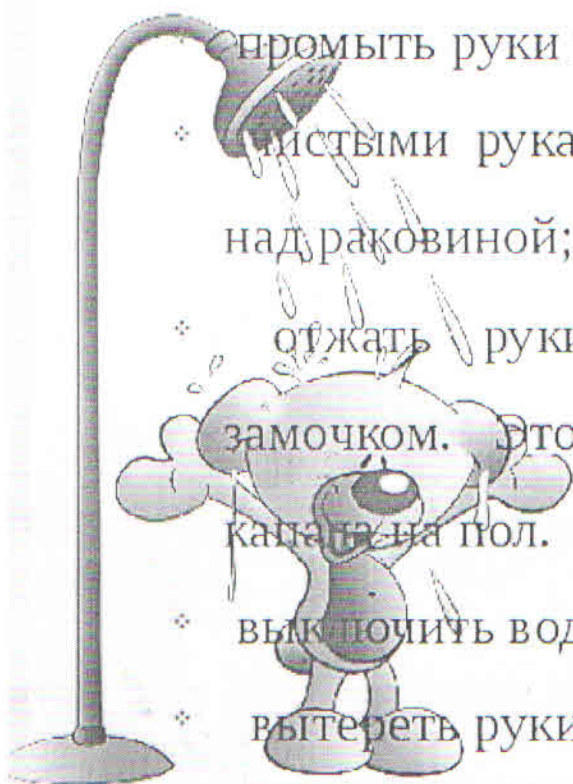 промыть руки
чистыми рука
над раковиной;
отжать руки
замочком. Это
капала на пол.
выключить вод
вытереть руки